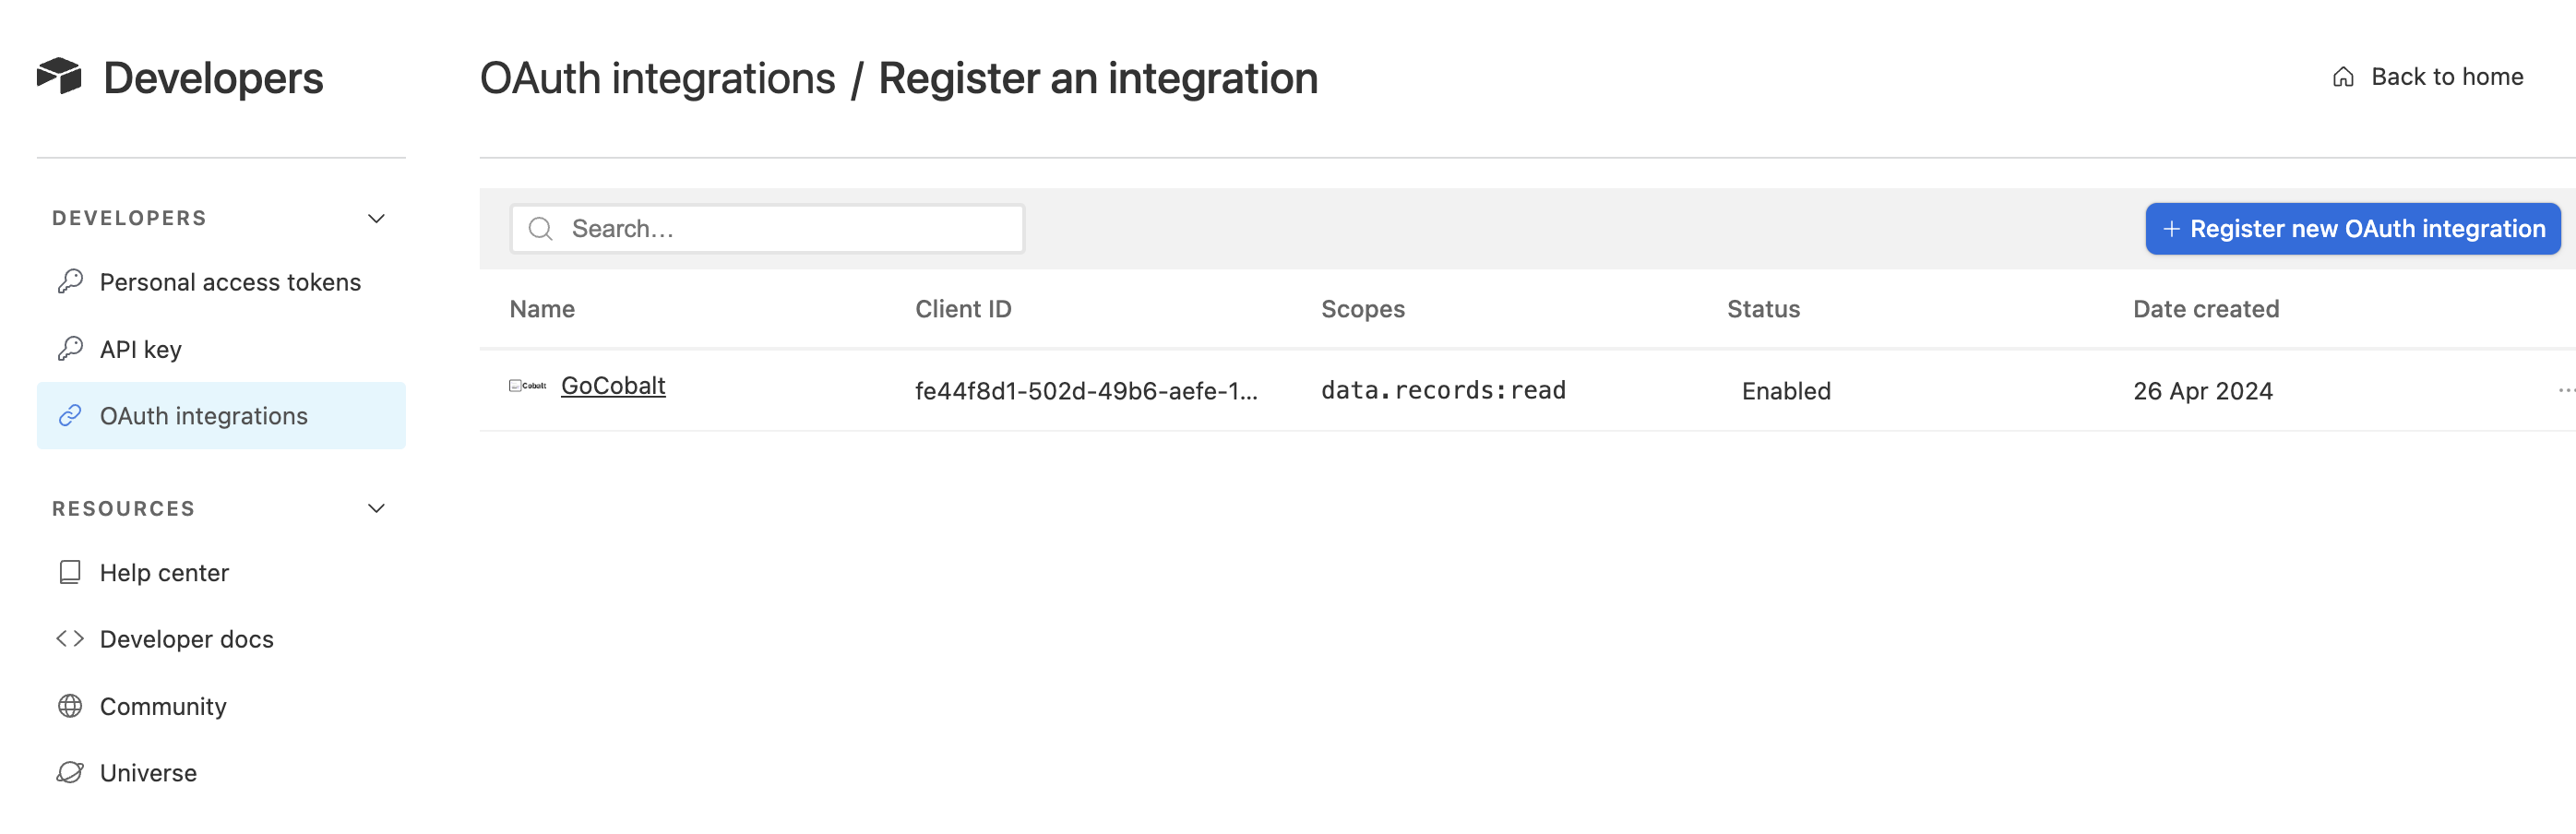 Developers
OAuth integrations / Register an integration
Back to home
DEVELOPERS
Personal access tokens
API key
OAuth integrations
RESOURCES
Help center
Developer docs
Community
Universe
Search...
+ Register new OAuth integration
Name Client ID Scopes Status Date created
Cobalt GoCobalt fe44f8d1-502d-49b6-aefe-1... data.records:read Enabled 26 Apr 2024 ...